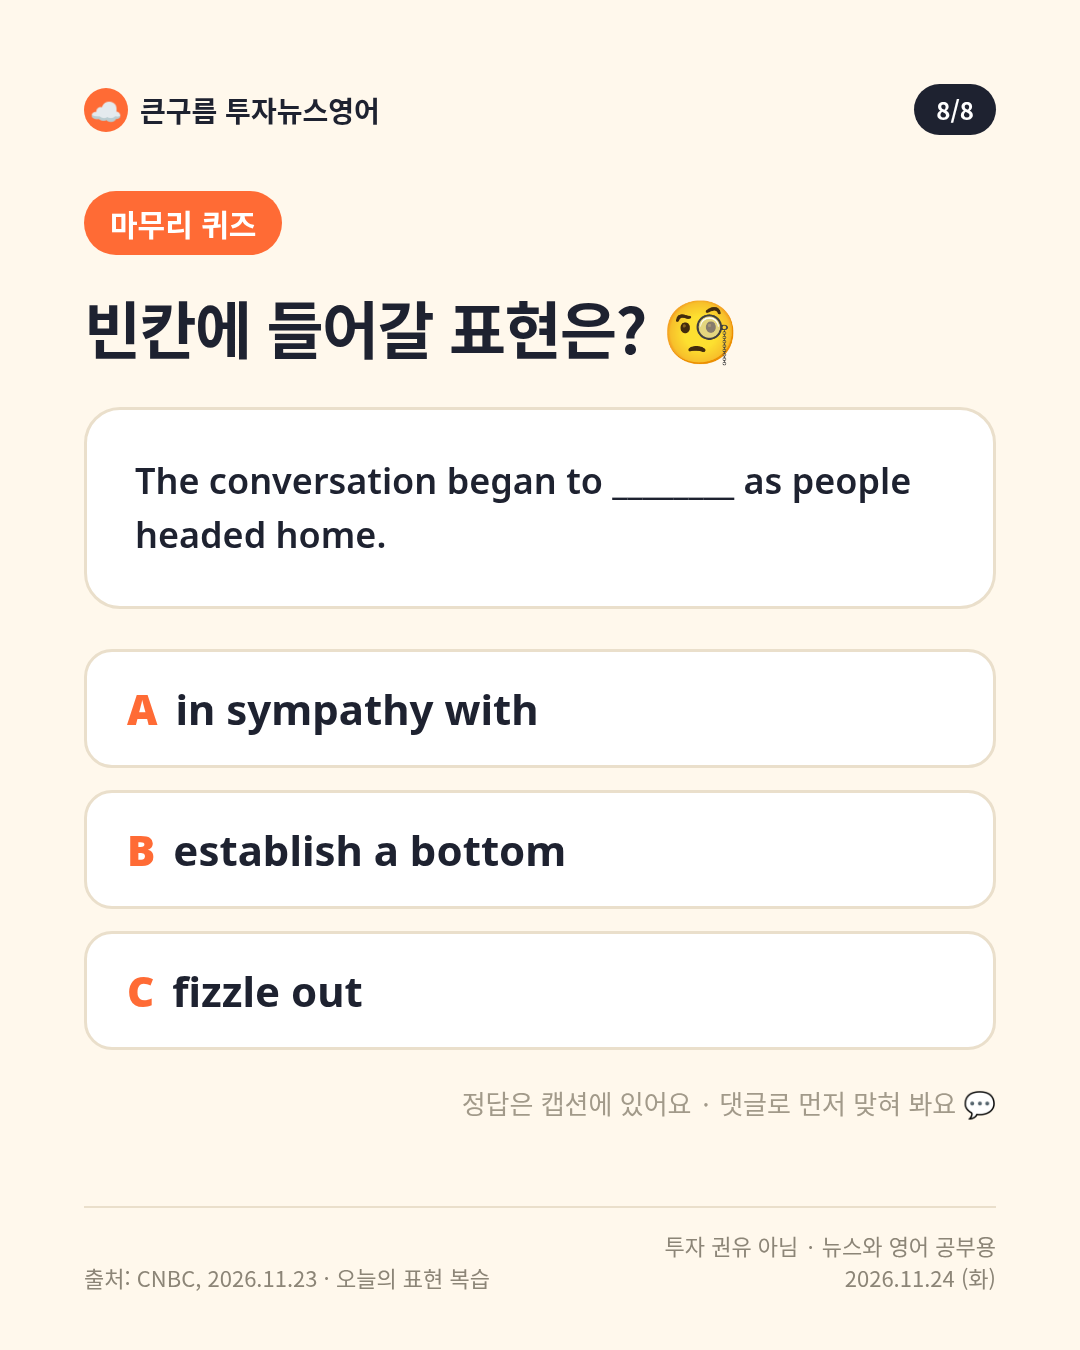 큰구름 투자뉴스영어
8/8
마무리 퀴즈
빈칸에 들어갈 표현은? 🧐
The conversation began to ________ as people
headed home.
A in sympathy with
B establish a bottom
C fizzle out
정답은 캡션에 있어요 · 댓글로 먼저 맞혀 봐요 💬
투자 권유 아님 · 뉴스와 영어 공부용
출처: CNBC, 2026.11.23 · 오늘의 표현 복습
2026.11.24 (화)